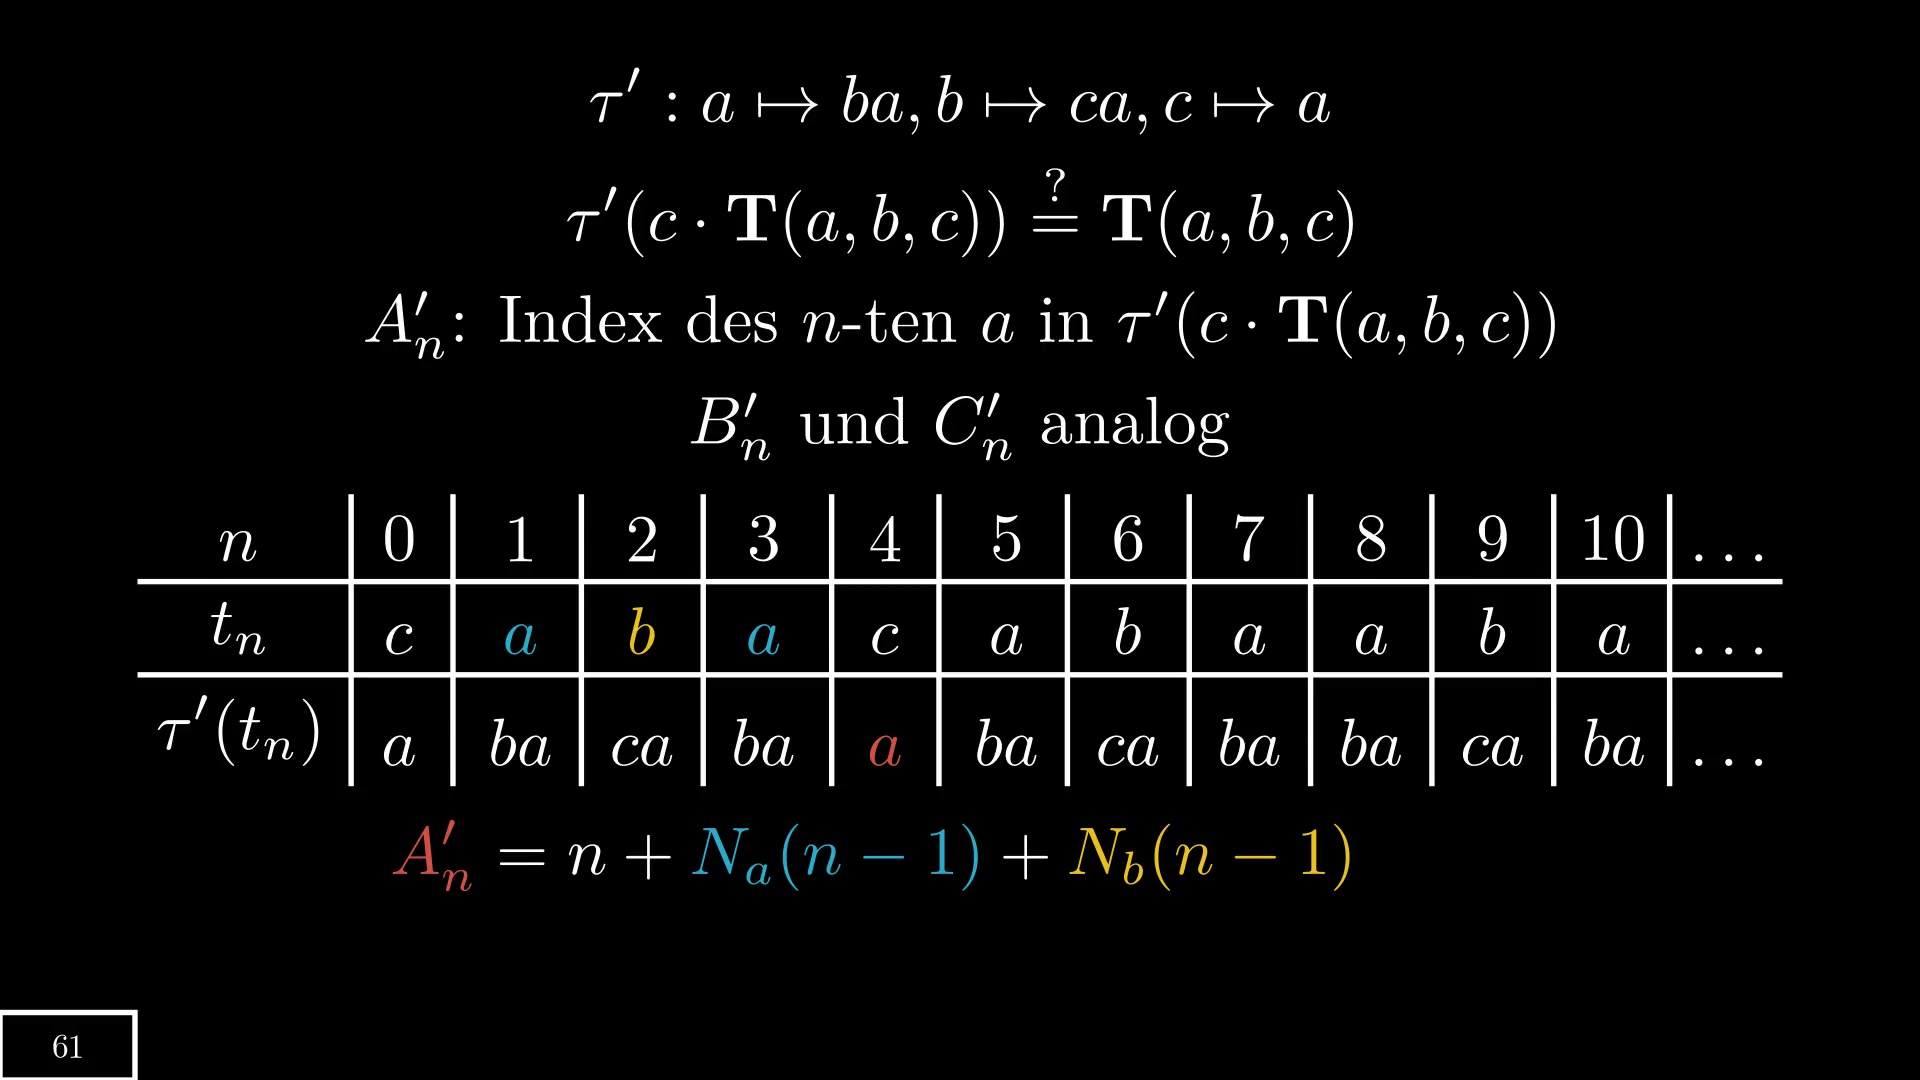 τ′ : a ↦ ba, b ↦ ca, c ↦ a
τ′(c · T(a, b, c)) ≟ T(a, b, c)
A′ₙ: Index des n-ten a in τ′(c · T(a, b, c))
B′ₙ und C′ₙ analog
n 0 1 2 3 4 5 6 7 8 9 10 ...
tₙ c a b a c a b a a b a ...
τ′(tₙ) a ba ca ba a ba ca ba ba ca ba ...
A′ₙ = n + Nₐ(n − 1) + N_b(n − 1)
61